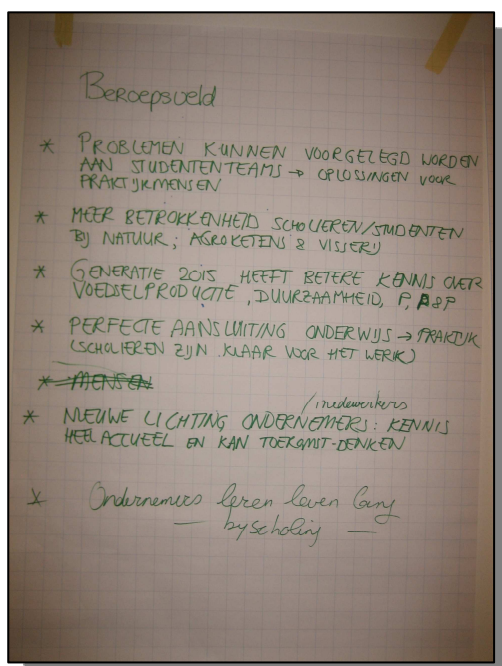 Beroepsveld
* PROBLEMEN KUNNEN VOORGELEGD WORDEN
AAN STUDENTENTEAMS → OPLOSSINGEN VOOR
PRAKTIJKMENSEN
* MEER BETROKKENHEID SCHOLIEREN/STUDENTEN
BIJ NATUUR, AGROKETENS & VISSERIJ
* GENERATIE 2015 HEEFT BETERE KENNIS OVER
VOEDSELPRODUCTIE, DUURZAAMHEID, P, P&P
* PERFECTE AANSLUITING ONDERWIJS → PRAKTIJK
(SCHOLIEREN ZIJN KLAAR VOOR HET WERK)
* MENSEN
/medewerkers
* NIEUWE LICHTING ONDERNEMERS: KENNIS
HEEL ACTUEEL EN KAN TOEKOMST-DENKEN
* Ondernemers leren leven lang
— byscholing —